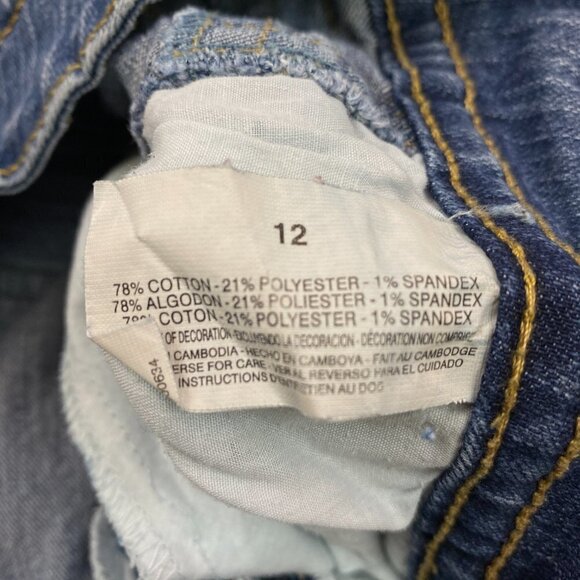 12
78% COTTON - 21% POLYESTER - 1% SPANDEX
78% ALGODON - 21% POLIESTER - 1% SPANDEX
78% COTON - 21% POLYESTER - 1% SPANDEX
OF DECORATION - EXCLUYENDO LA DECORACION - DÉCORATION NON COMPRISE
CAMBODIA - HECHO EN CAMBOYA - FAIT AU CAMBODGE
FOR CARE - VER AL REVERSO PARA EL CUIDADO
INSTRUCTIONS D'ENTRETIEN AU DOS